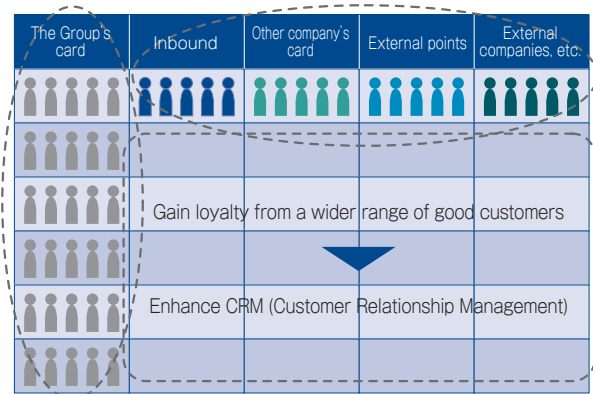 The Group's
card
Inbound
Other company's
card
External points
External
companies, etc.
Gain loyalty from a wider range of good customers
Enhance CRM (Customer Relationship Management)